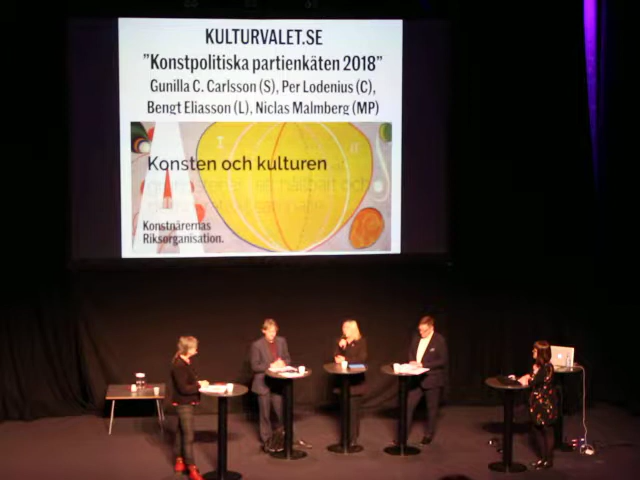 KULTURVALET.SE
"Konstpolitiska partienkäten 2018"
Gunilla C. Carlsson (S), Per Lodenius (C),
Bengt Eliasson (L), Niclas Malmberg (MP)
Konsten och kulturen
Konstnärernas
Riksorganisation.